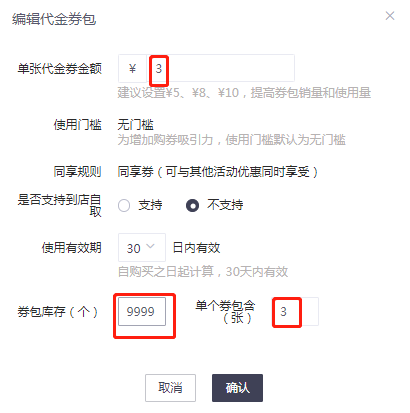 编辑代金券包
单张代金券金额 ¥ 3
建议设置¥5、¥8、¥10，提高券包销量和使用量
使用门槛 无门槛
为增加购券吸引力，使用门槛默认为无门槛
同享规则 同享券（可与其他活动优惠同时享受）
是否支持到店自
取 支持 不支持
使用有效期 30 日内有效
自购买之日起计算，30天内有效
券包库存（个） 9999 单个券包含
（张） 3
取消 确认